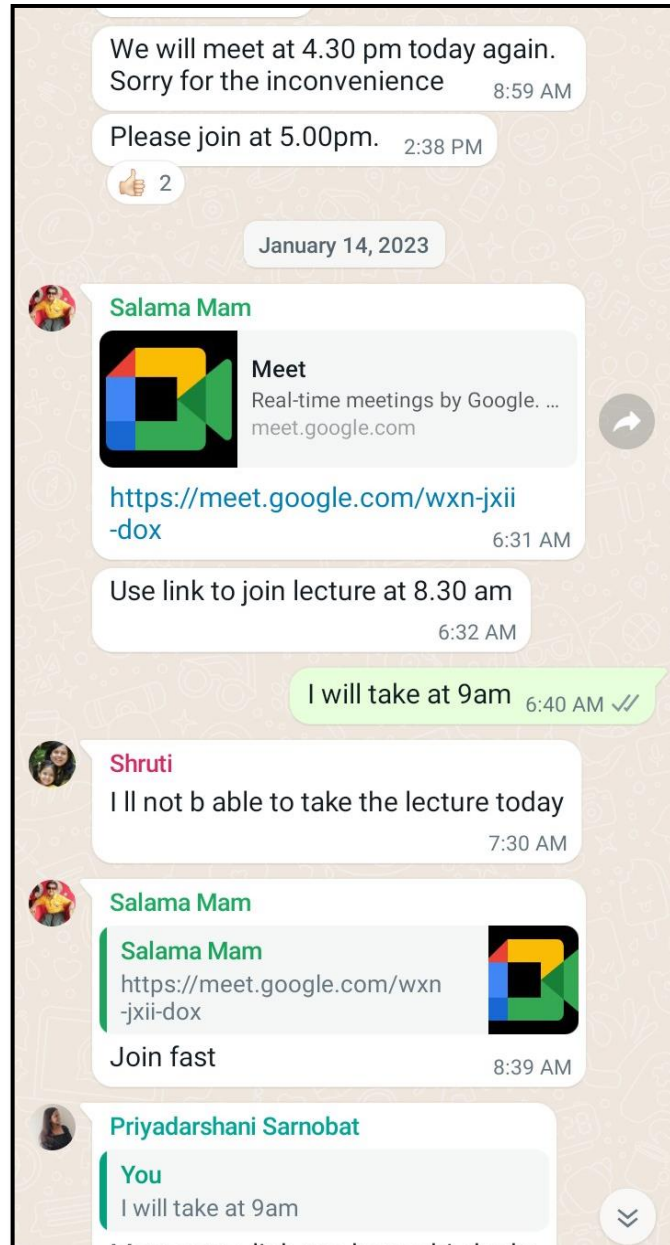 We will meet at 4.30 pm today again.
Sorry for the inconvenience
8:59 AM
Please join at 5.00pm.
2:38 PM
👍🏻 2
January 14, 2023
Salama Mam
Meet
Real-time meetings by Google. ...
meet.google.com
https://meet.google.com/wxn-jxii
-dox
6:31 AM
Use link to join lecture at 8.30 am
6:32 AM
I will take at 9am
6:40 AM
Shruti
I ll not b able to take the lecture today
7:30 AM
Salama Mam
Salama Mam
https://meet.google.com/wxn
-jxii-dox
Join fast
8:39 AM
Priyadarshani Sarnobat
You
I will take at 9am